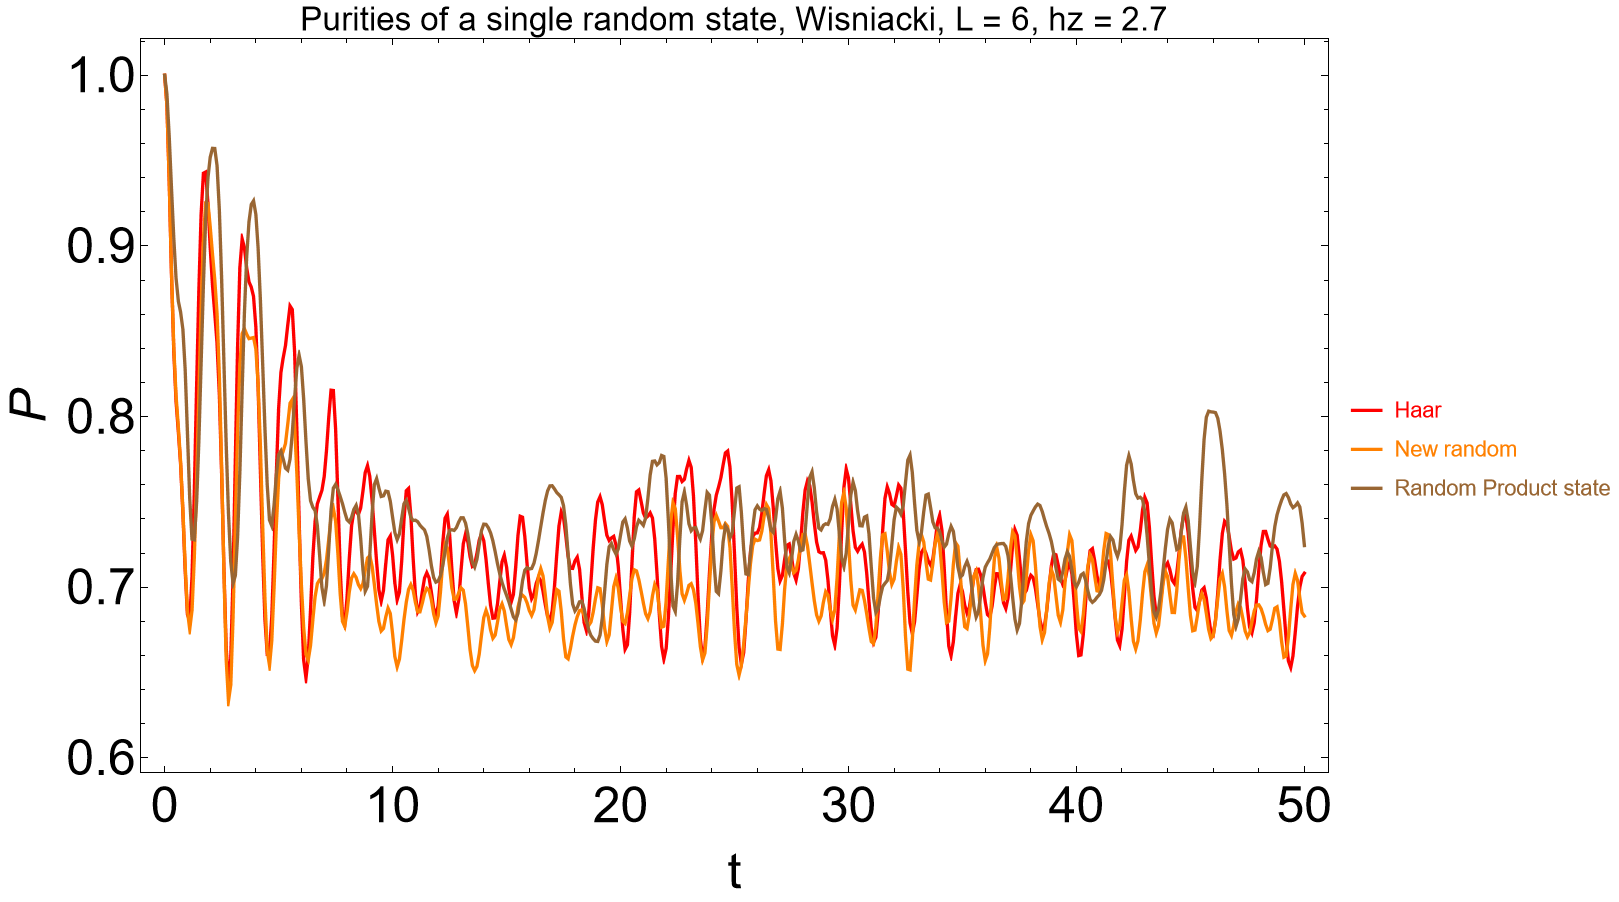 Purities of a single random state, Wisniacki, L = 6, hz = 2.7
1.0
0.9
0.8
0.7
0.6
P
0 10 20 30 40 50
t
Haar
New random
Random Product state